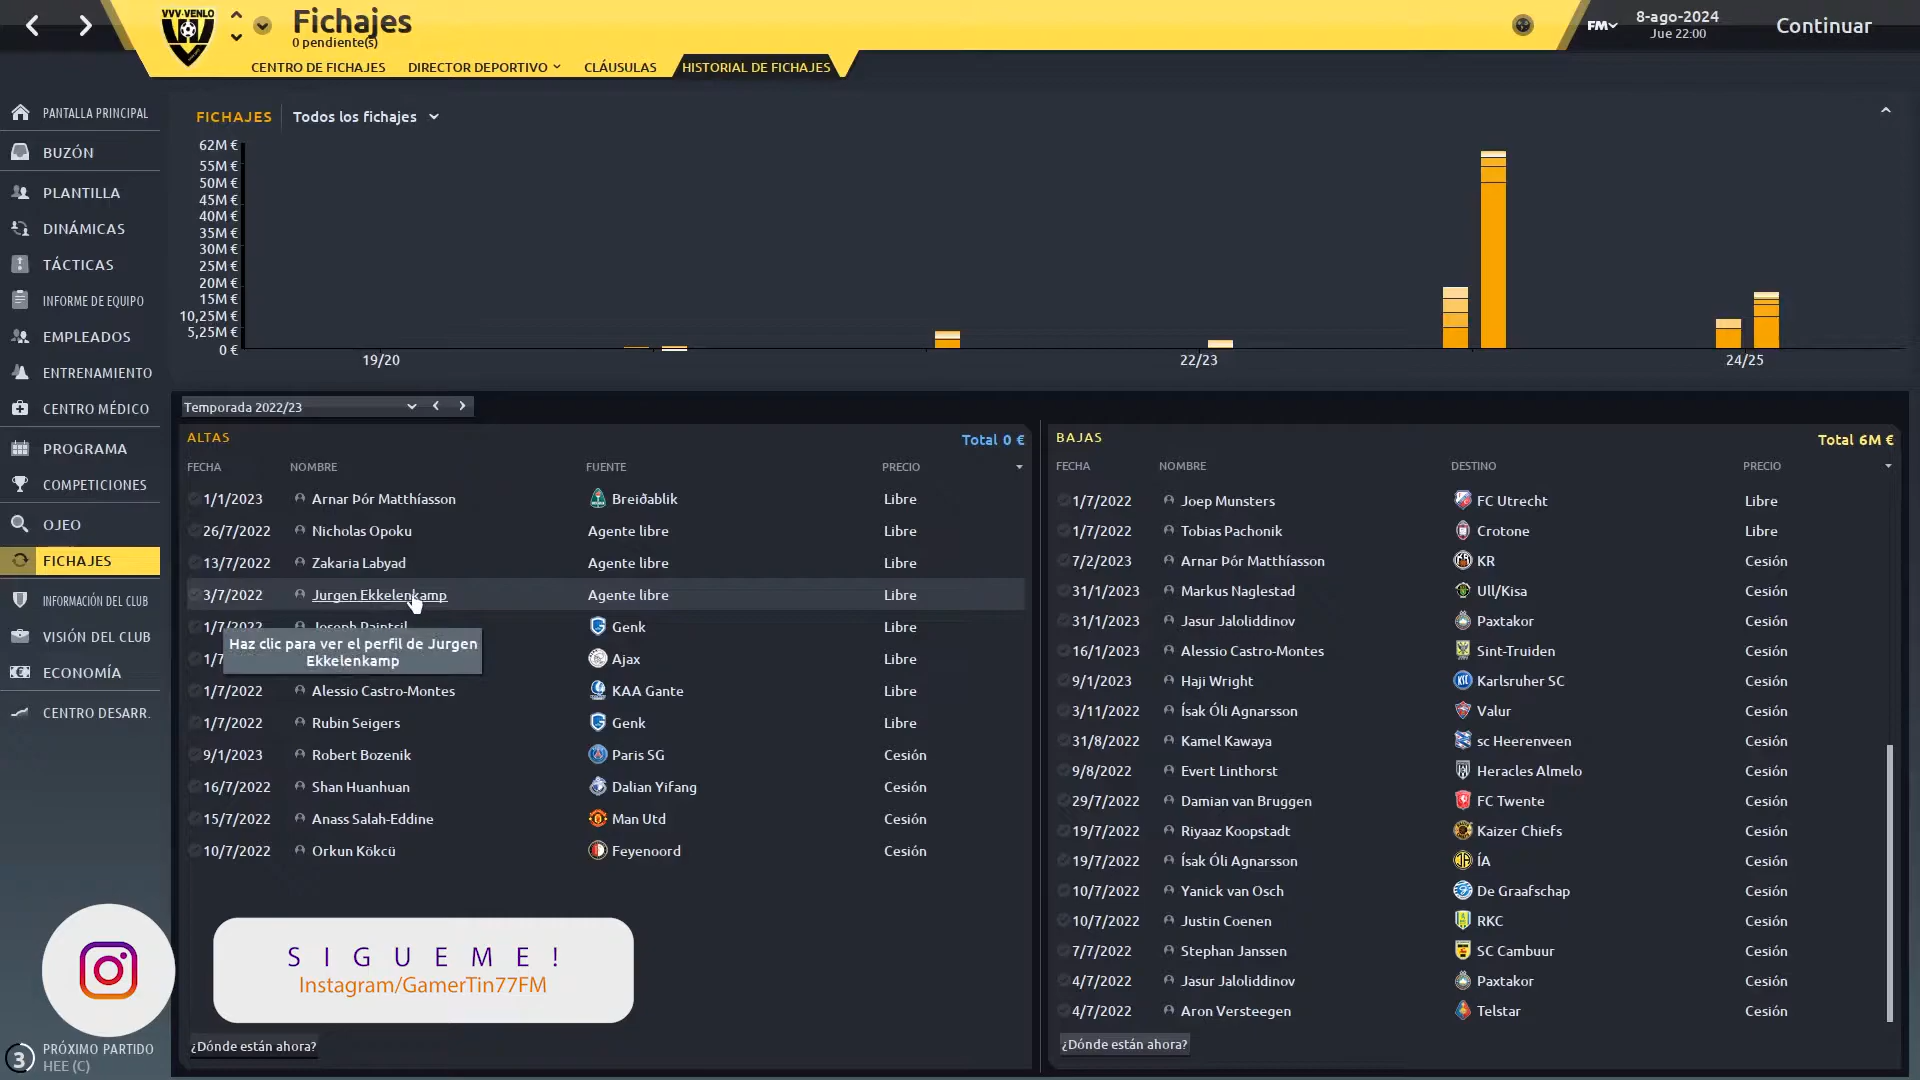 VVV-VENLO
Fichajes
0 pendiente(s)
FM
8-ago-2024
Jue 22:00
Continuar
CENTRO DE FICHAJES
DIRECTOR DEPORTIVO
CLÁUSULAS
HISTORIAL DE FICHAJES
PANTALLA PRINCIPAL
BUZÓN
PLANTILLA
DINÁMICAS
TÁCTICAS
INFORME DE EQUIPO
EMPLEADOS
ENTRENAMIENTO
CENTRO MÉDICO
PROGRAMA
COMPETICIONES
OJEO
FICHAJES
INFORMACIÓN DEL CLUB
VISIÓN DEL CLUB
ECONOMÍA
CENTRO DESARR.
3 PRÓXIMO PARTIDO
HEE (C)
FICHAJES Todos los fichajes
62M €
55M €
50M €
45M €
40M €
35M €
30M €
25M €
20M €
15M €
10,25M €
5,25M €
0 €
19/20 22/23 24/25
Temporada 2022/23
ALTAS Total 0 €
FECHA NOMBRE FUENTE PRECIO
1/1/2023 Arnar Þór Matthíasson Breiðablik Libre
26/7/2022 Nicholas Opoku Agente libre Libre
13/7/2022 Zakaria Labyad Agente libre Libre
3/7/2022 Jurgen Ekkelenkamp Agente libre Libre
1/7/2022 Joseph Paintsil Genk Libre
Haz clic para ver el perfil de Jurgen
Ekkelenkamp
1/7 Ajax Libre
1/7/2022 Alessio Castro-Montes KAA Gante Libre
1/7/2022 Rubin Seigers Genk Libre
9/1/2023 Robert Bozenik Paris SG Cesión
16/7/2022 Shan Huanhuan Dalian Yifang Cesión
15/7/2022 Anass Salah-Eddine Man Utd Cesión
10/7/2022 Orkun Kökcü Feyenoord Cesión
SIGUEME!
Instagram/GamerTin77FM
¿Dónde están ahora?
BAJAS Total 6M €
FECHA NOMBRE DESTINO PRECIO
1/7/2022 Joep Munsters FC Utrecht Libre
1/7/2022 Tobias Pachonik Crotone Libre
7/2/2023 Arnar Þór Matthíasson KR Cesión
31/1/2023 Markus Naglestad Ull/Kisa Cesión
31/1/2023 Jasur Jaloliddinov Paxtakor Cesión
16/1/2023 Alessio Castro-Montes Sint-Truiden Cesión
9/1/2023 Haji Wright Karlsruher SC Cesión
3/11/2022 Ísak Óli Agnarsson Valur Cesión
31/8/2022 Kamel Kawaya sc Heerenveen Cesión
9/8/2022 Evert Linthorst Heracles Almelo Cesión
29/7/2022 Damian van Bruggen FC Twente Cesión
19/7/2022 Riyaaz Koopstadt Kaizer Chiefs Cesión
19/7/2022 Ísak Óli Agnarsson ÍA Cesión
10/7/2022 Yanick van Osch De Graafschap Cesión
10/7/2022 Justin Coenen RKC Cesión
7/7/2022 Stephan Janssen SC Cambuur Cesión
4/7/2022 Jasur Jaloliddinov Paxtakor Cesión
4/7/2022 Aron Versteegen Telstar Cesión
¿Dónde están ahora?